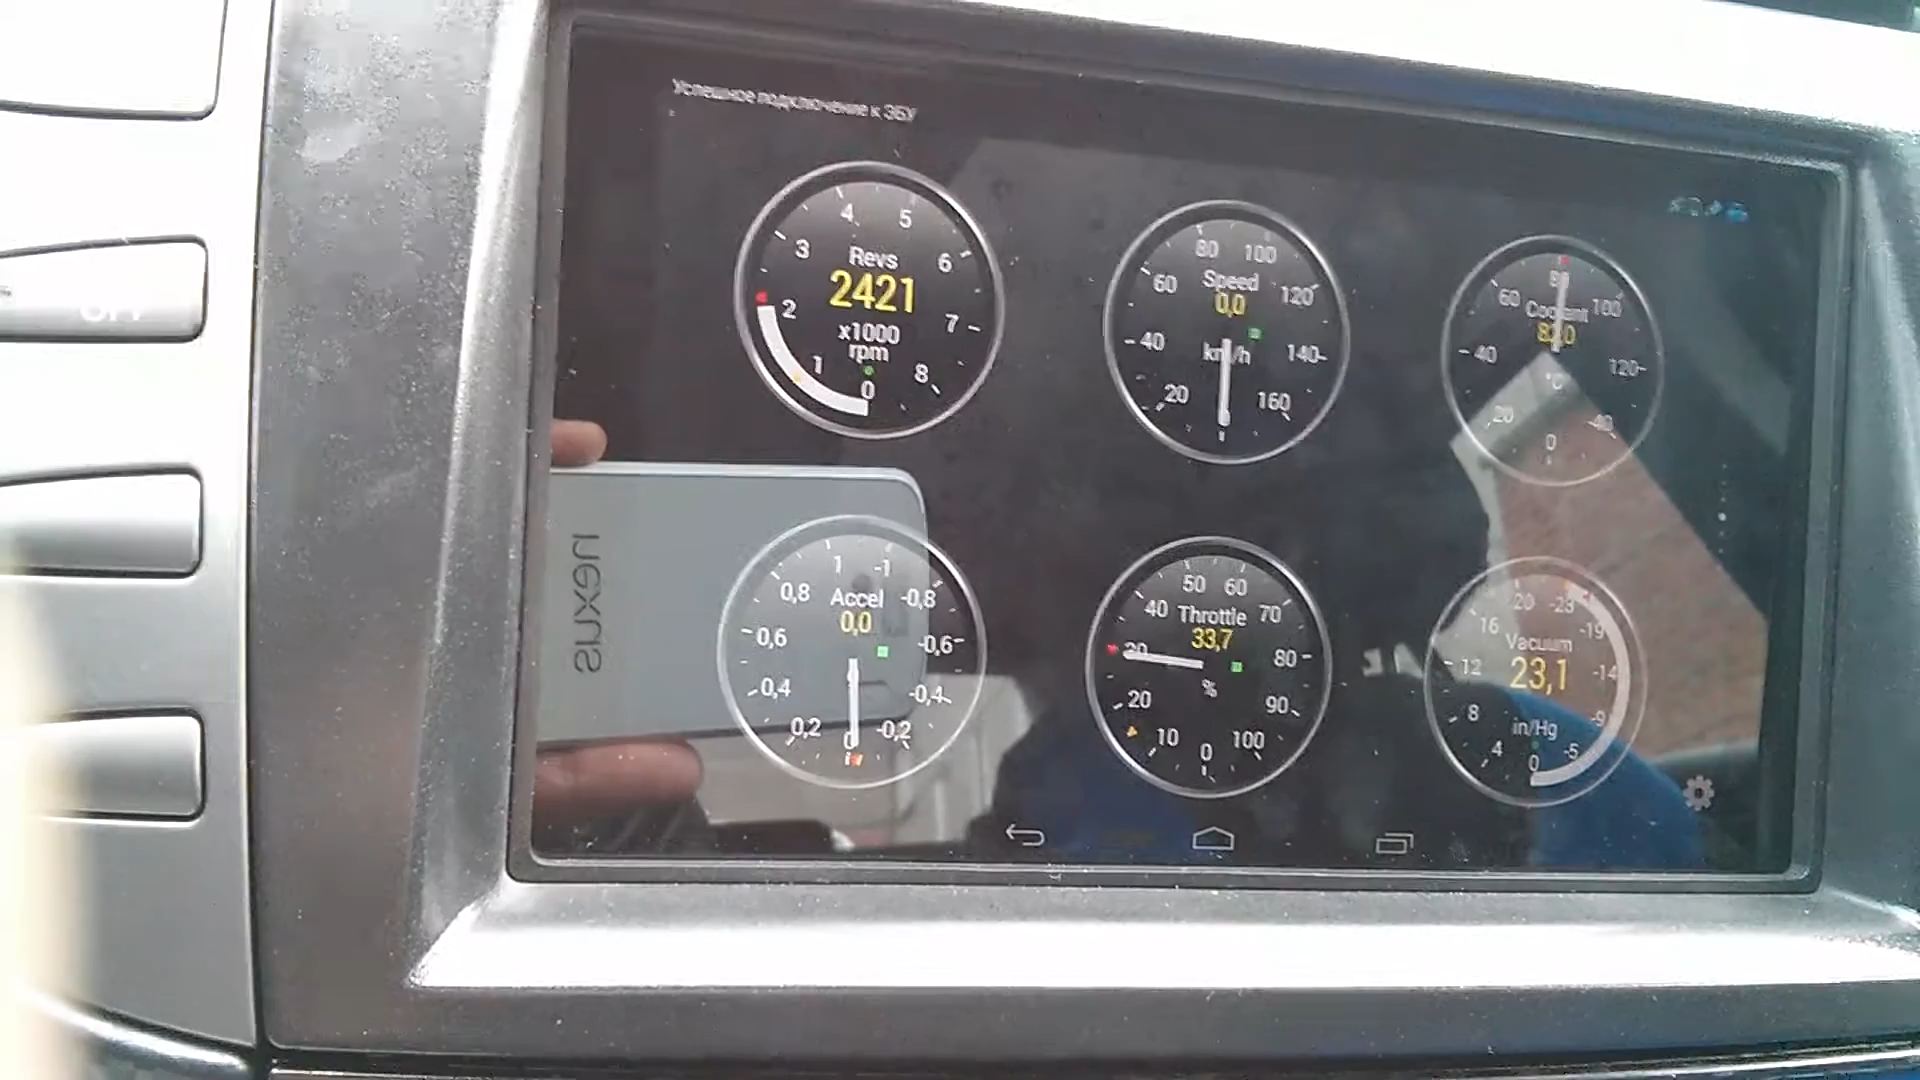 Успешное подключение к ЭБУ
4 5
3 6
Revs
2421
2 7
x1000
rpm
1 8
0
80 100
60 120
Speed
0,0
40 140
km/h
20 160
0
60 100
Coolant
40 120
°C
20 -40
0
nexus
1 -1
0,8 -0,8
Accel
0,0
0,6 -0,6
0,4 -0,4
0,2 -0,2
0
50 60
40 70
Throttle
33,7
80
%
20 90
10 100
0
20 -23
16 -19
Vacuum
12 -14
23,1
8 -9
in/Hg
4 -5
0